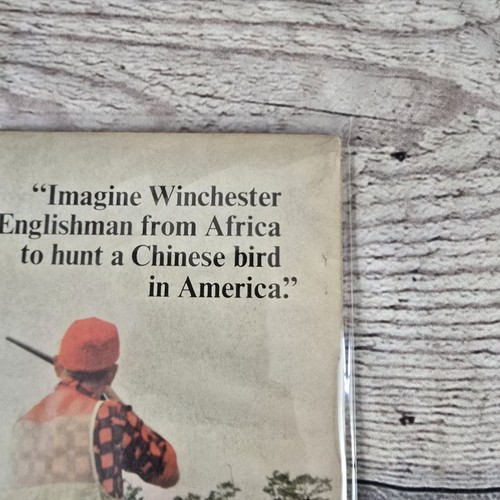 “Imagine Winchester
Englishman from Africa
to hunt a Chinese bird
in America.”